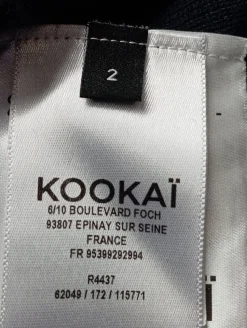 2
KOOKAÏ
6/10 BOULEVARD FOCH
93807 EPINAY SUR SEINE
FRANCE
FR 95399292994
R4437
62049 / 172 / 115771